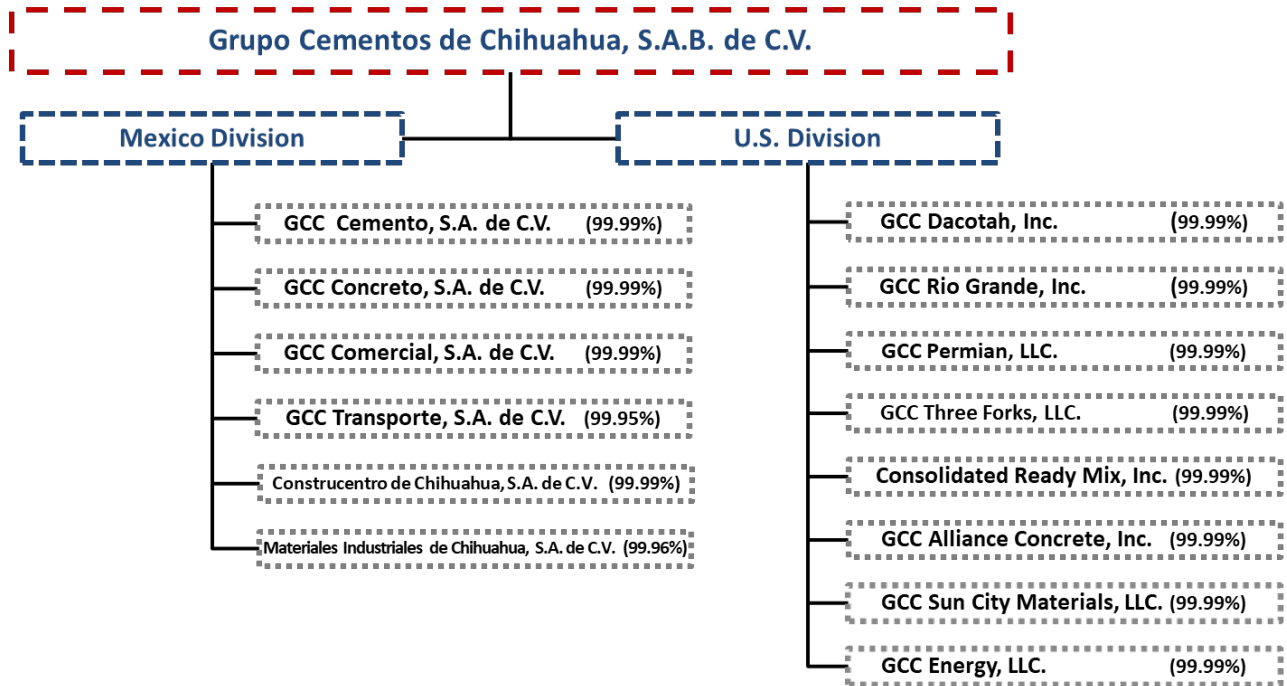 Grupo Cementos de Chihuahua, S.A.B. de C.V.
Mexico Division
GCC Cemento, S.A. de C.V. (99.99%)
GCC Concreto, S.A. de C.V. (99.99%)
GCC Comercial, S.A. de C.V. (99.99%)
GCC Transporte, S.A. de C.V. (99.95%)
Construcentro de Chihuahua, S.A. de C.V. (99.99%)
Materiales Industriales de Chihuahua, S.A. de C.V. (99.96%)
U.S. Division
GCC Dacotah, Inc. (99.99%)
GCC Rio Grande, Inc. (99.99%)
GCC Permian, LLC. (99.99%)
GCC Three Forks, LLC. (99.99%)
Consolidated Ready Mix, Inc. (99.99%)
GCC Alliance Concrete, Inc. (99.99%)
GCC Sun City Materials, LLC. (99.99%)
GCC Energy, LLC. (99.99%)